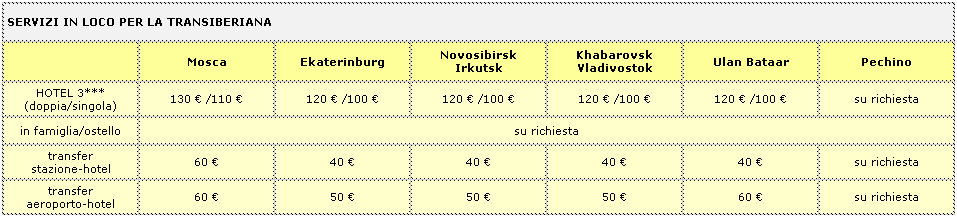 SERVIZI IN LOCO PER LA TRANSIBERIANA
Mosca Ekaterinburg Novosibirsk Irkutsk Khabarovsk Vladivostok Ulan Bataar Pechino
HOTEL 3*** (doppia/singola) 130 € /110 € 120 € /100 € 120 € /100 € 120 € /100 € 120 € /100 € su richiesta
in famiglia/ostello su richiesta
transfer stazione-hotel 60 € 40 € 40 € 40 € 40 € su richiesta
transfer aeroporto-hotel 60 € 50 € 50 € 50 € 60 € su richiesta